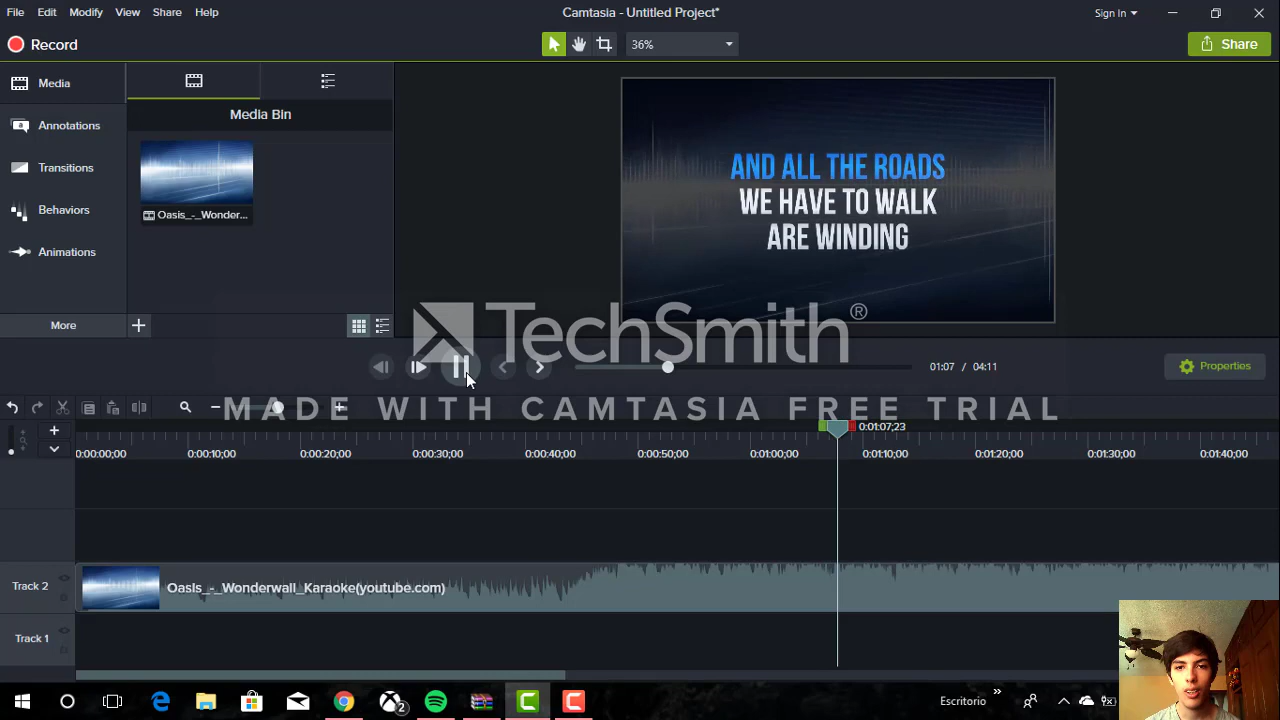 File Edit Modify View Share Help
Camtasia - Untitled Project*
Sign In
Record
36%
Share
Media
Annotations
Transitions
Behaviors
Animations
More
Media Bin
Oasis_-_Wonder...
AND ALL THE ROADS
WE HAVE TO WALK
ARE WINDING
TechSmith®
MADE WITH CAMTASIA FREE TRIAL
01:07 / 04:11
Properties
0:01:07;23
0:00:00;00 0:00:10;00 0:00:20;00 0:00:30;00 0:00:40;00 0:00:50;00 0:01:00;00 0:01:10;00 0:01:20;00 0:01:30;00 0:01:40;00
Track 2
Oasis_-_Wonderwall_Karaoke(youtube.com)
Track 1
2
Escritorio